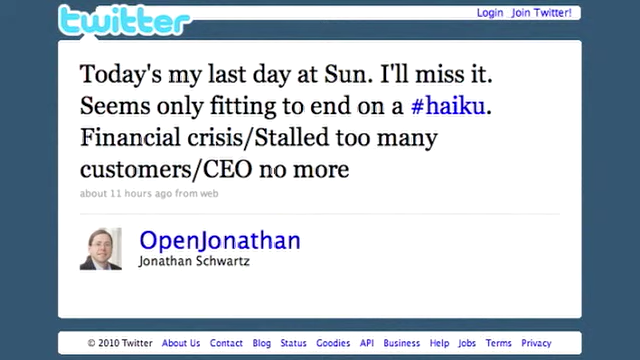 twitter
Login Join Twitter!
Today's my last day at Sun. I'll miss it.
Seems only fitting to end on a #haiku.
Financial crisis/Stalled too many
customers/CEO no more
about 11 hours ago from web
OpenJonathan
Jonathan Schwartz
© 2010 Twitter About Us Contact Blog Status Goodies API Business Help Jobs Terms Privacy